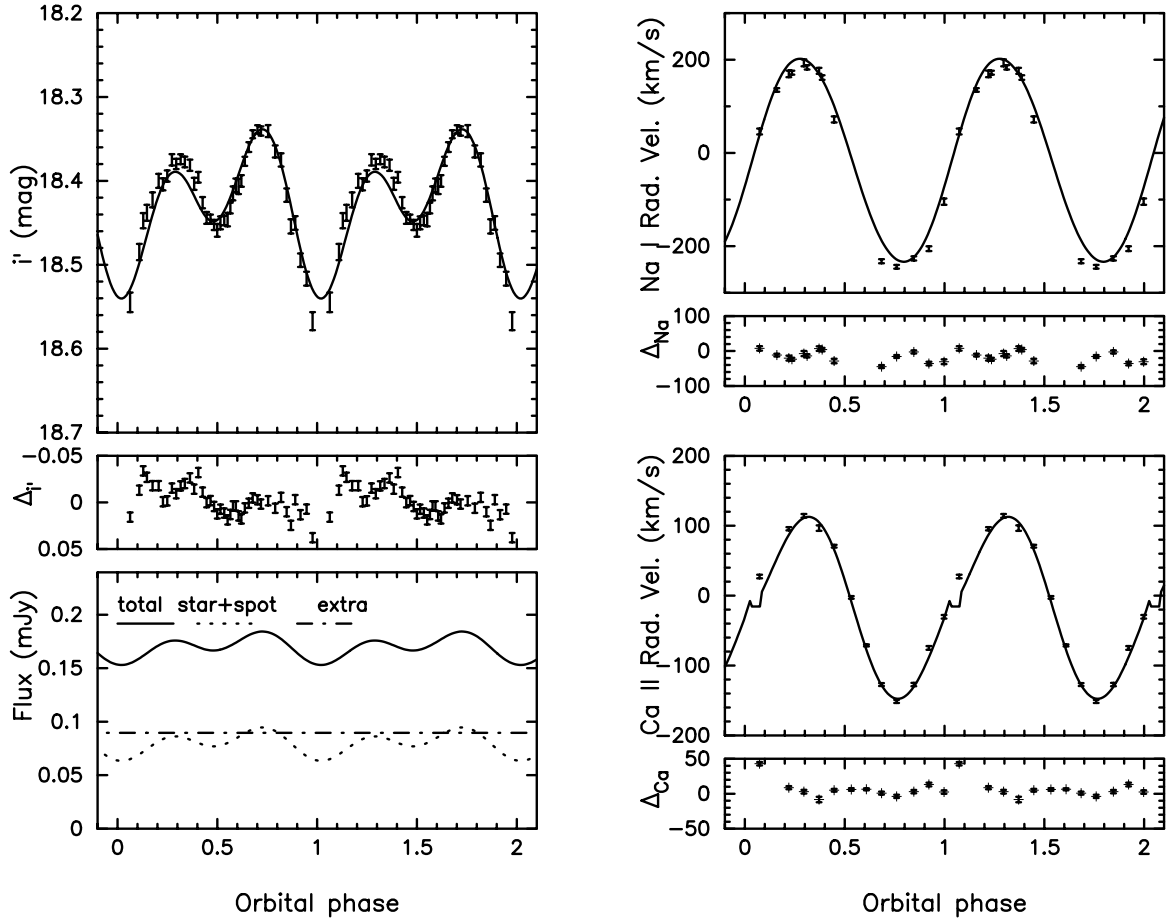 18.2
18.3
18.4
18.5
18.6
18.7
i' (mag)
−0.05
0
0.05
Δi'
total star+spot extra
0.2
0.15
0.1
0.05
0
Flux (mJy)
0 0.5 1 1.5 2
Orbital phase
200
0
−200
Na I Rad. Vel. (km/s)
100
0
−100
ΔNa
0 0.5 1 1.5 2
200
100
0
−100
−200
Ca II Rad. Vel. (km/s)
50
0
−50
ΔCa
0 0.5 1 1.5 2
Orbital phase